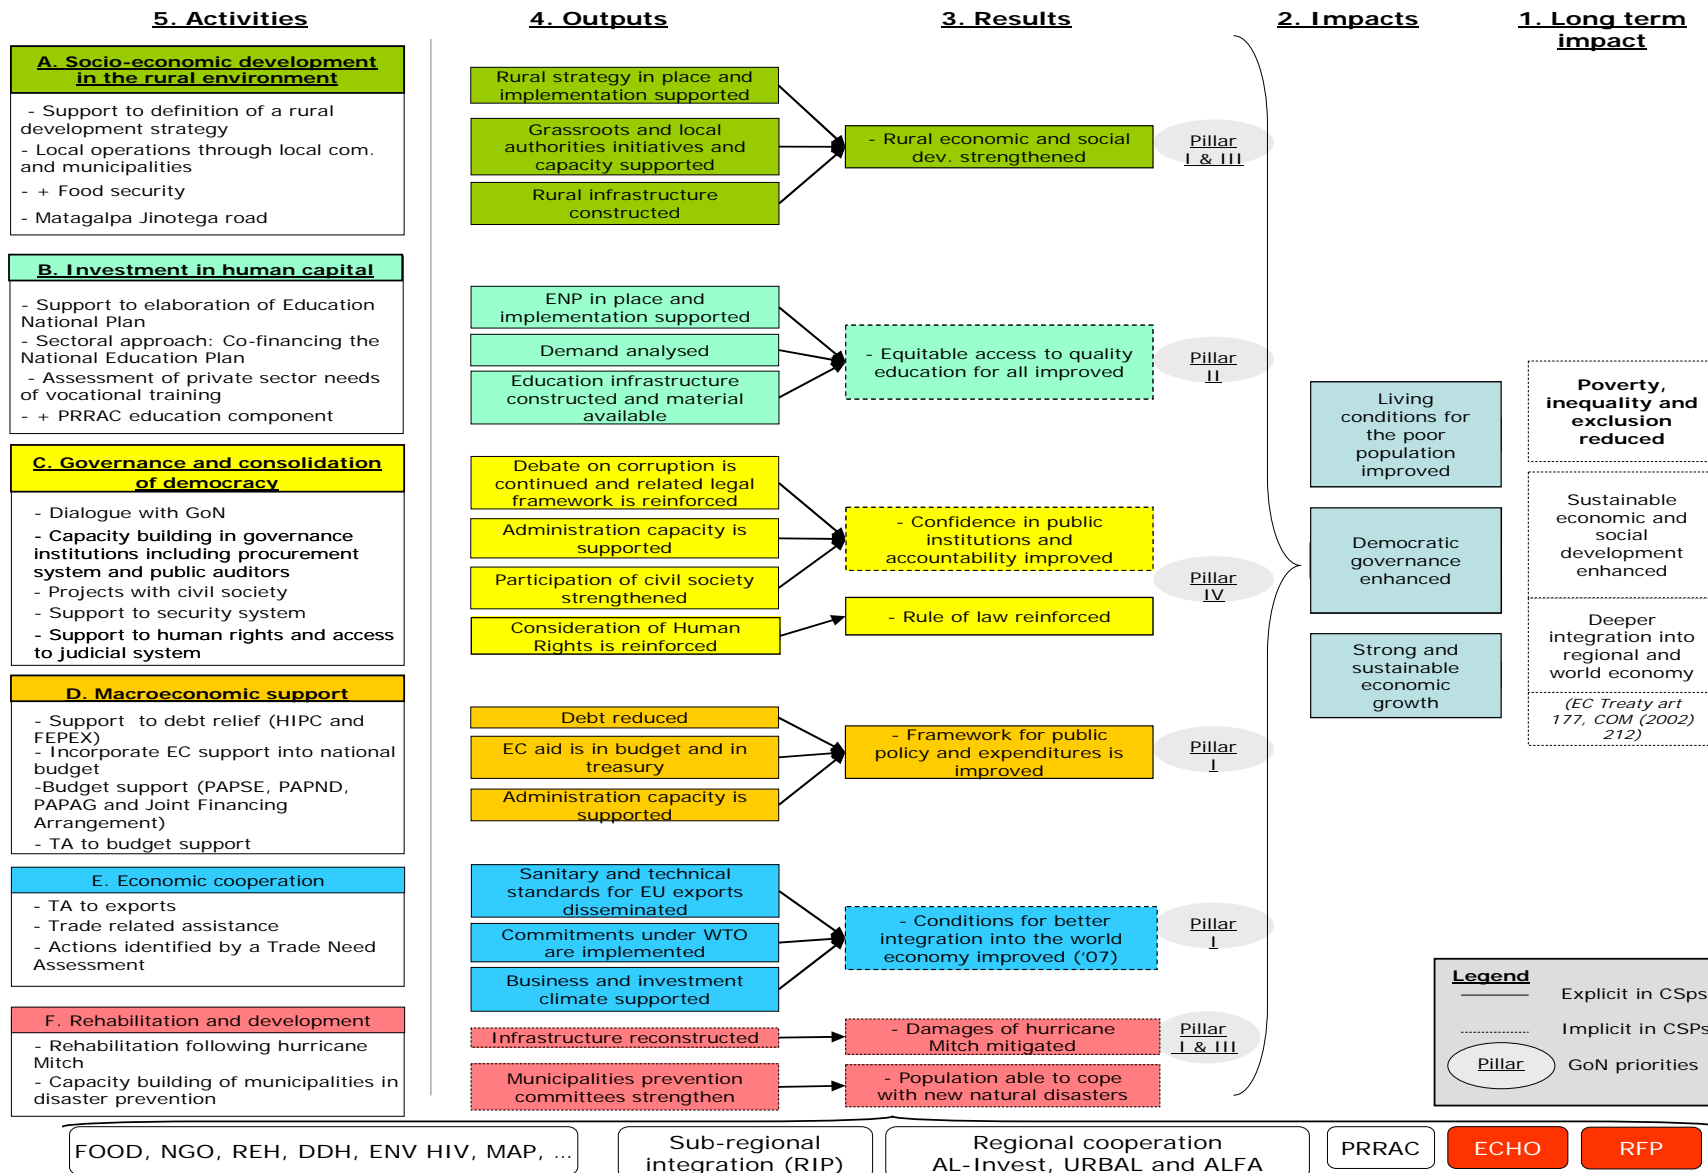 5. Activities
4. Outputs
3. Results
2. Impacts
1. Long term
impact
A. Socio-economic development
in the rural environment
- Support to definition of a rural
development strategy
- Local operations through local com.
and municipalities
- + Food security
- Matagalpa Jinotega road
Rural strategy in place and
implementation supported
Grassroots and local
authorities initiatives and
capacity supported
Rural infrastructure
constructed
- Rural economic and social
dev. strengthened
Pillar
I & III
B. Investment in human capital
- Support to elaboration of Education
National Plan
- Sectoral approach: Co-financing the
National Education Plan
- Assessment of private sector needs
of vocational training
- + PRRAC education component
ENP in place and
implementation supported
Demand analysed
Education infrastructure
constructed and material
available
- Equitable access to quality
education for all improved
Pillar
II
C. Governance and consolidation
of democracy
- Dialogue with GoN
- Capacity building in governance
institutions including procurement
system and public auditors
- Projects with civil society
- Support to security system
- Support to human rights and access
to judicial system
Debate on corruption is
continued and related legal
framework is reinforced
Administration capacity is
supported
Participation of civil society
strengthened
Consideration of Human
Rights is reinforced
- Confidence in public
institutions and
accountability improved
- Rule of law reinforced
Pillar
IV
D. Macroeconomic support
- Support  to debt relief (HIPC and
FEPEX)
- Incorporate EC support into national
budget
-Budget support (PAPSE, PAPND,
PAPAG and Joint Financing
Arrangement)
- TA to budget support
Debt reduced
EC aid is in budget and in
treasury
Administration capacity is
supported
- Framework for public
policy and expenditures is
improved
Pillar
I
E. Economic cooperation
- TA to exports
- Trade related assistance
- Actions identified by a Trade Need
Assessment
Sanitary and technical
standards for EU exports
disseminated
Commitments under WTO
are implemented
Business and investment
climate supported
- Conditions for better
integration into the world
economy improved ('07)
Pillar
I
F. Rehabilitation and development
- Rehabilitation following hurricane
Mitch
- Capacity building of municipalities in
disaster prevention
Infrastructure reconstructed
Municipalities prevention
committees strengthen
- Damages of hurricane
Mitch mitigated
- Population able to cope
with new natural disasters
Pillar
I & III
Living
conditions for
the poor
population
improved
Democratic
governance
enhanced
Strong and
sustainable
economic
growth
Poverty,
inequality and
exclusion
reduced
Sustainable
economic and
social
development
enhanced
Deeper
integration into
regional and
world economy
(EC Treaty art
177, COM (2002)
212)
Legend
Explicit in CSps
Implicit in CSPs
Pillar
GoN priorities
FOOD, NGO, REH, DDH, ENV HIV, MAP, ...
Sub-regional
integration (RIP)
Regional cooperation
AL-Invest, URBAL and ALFA
PRRAC
ECHO
RFP